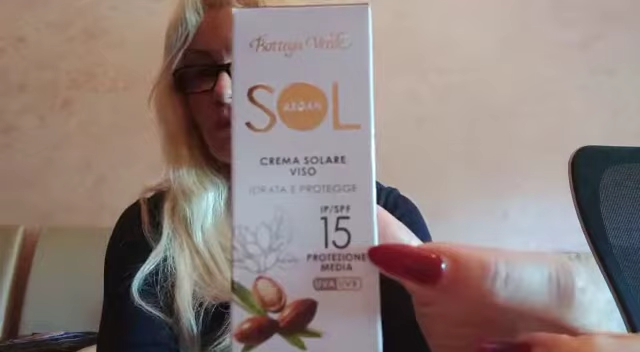 Bottega Verde
SOL
ARGAN
CREMA SOLARE
VISO
IDRATA E PROTEGGE
IP/SPF
15
PROTEZIONE
MEDIA
UVA UVB